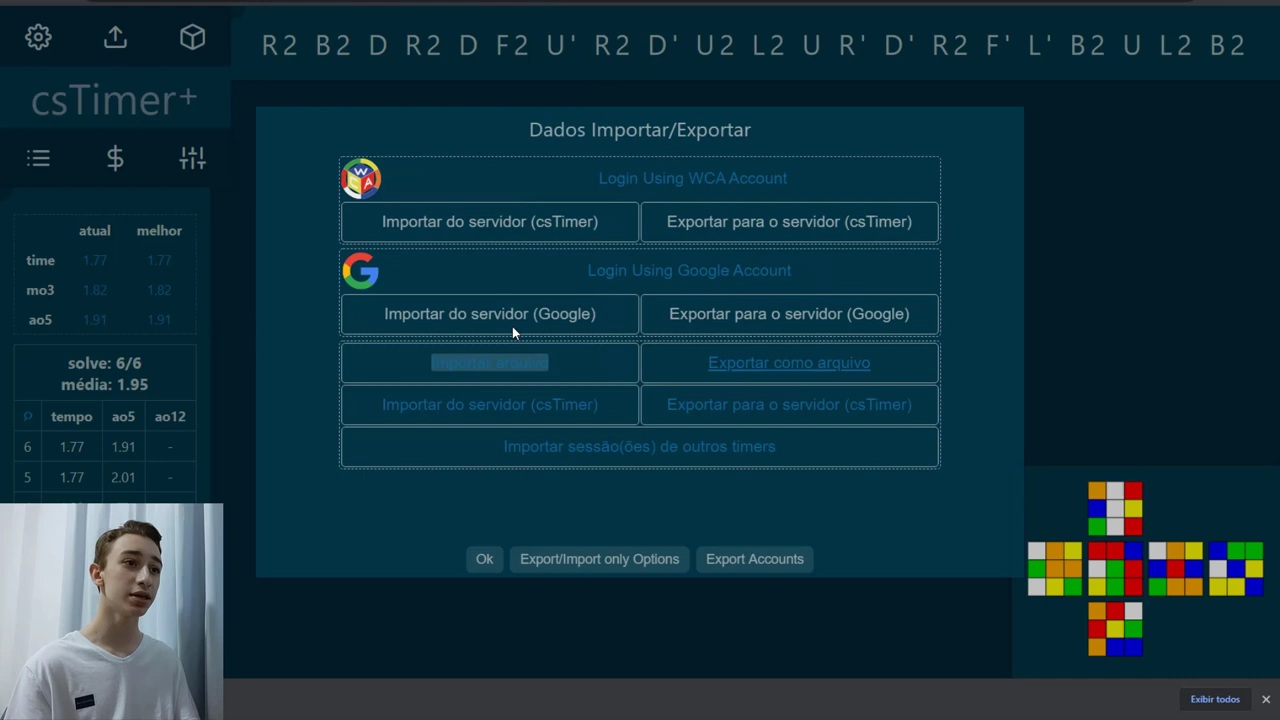 R2 B2 D R2 D F2 U' R2 D' U2 L2 U R' D' R2 F' L' B2 U L2 B2
csTimer+
Dados Importar/Exportar
WCA
Login Using WCA Account
Importar do servidor (csTimer) Exportar para o servidor (csTimer)
G
Login Using Google Account
Importar do servidor (Google) Exportar para o servidor (Google)
Importar arquivo Exportar como arquivo
Importar do servidor (csTimer) Exportar para o servidor (csTimer)
Importar sessão(ões) de outros timers
Ok Export/Import only Options Export Accounts
atual melhor
time 1.77 1.77
mo3 1.82 1.82
ao5 1.91 1.91
solve: 6/6
média: 1.95
tempo ao5 ao12
6 1.77 1.91 -
5 1.77 2.01 -
Exibir todos